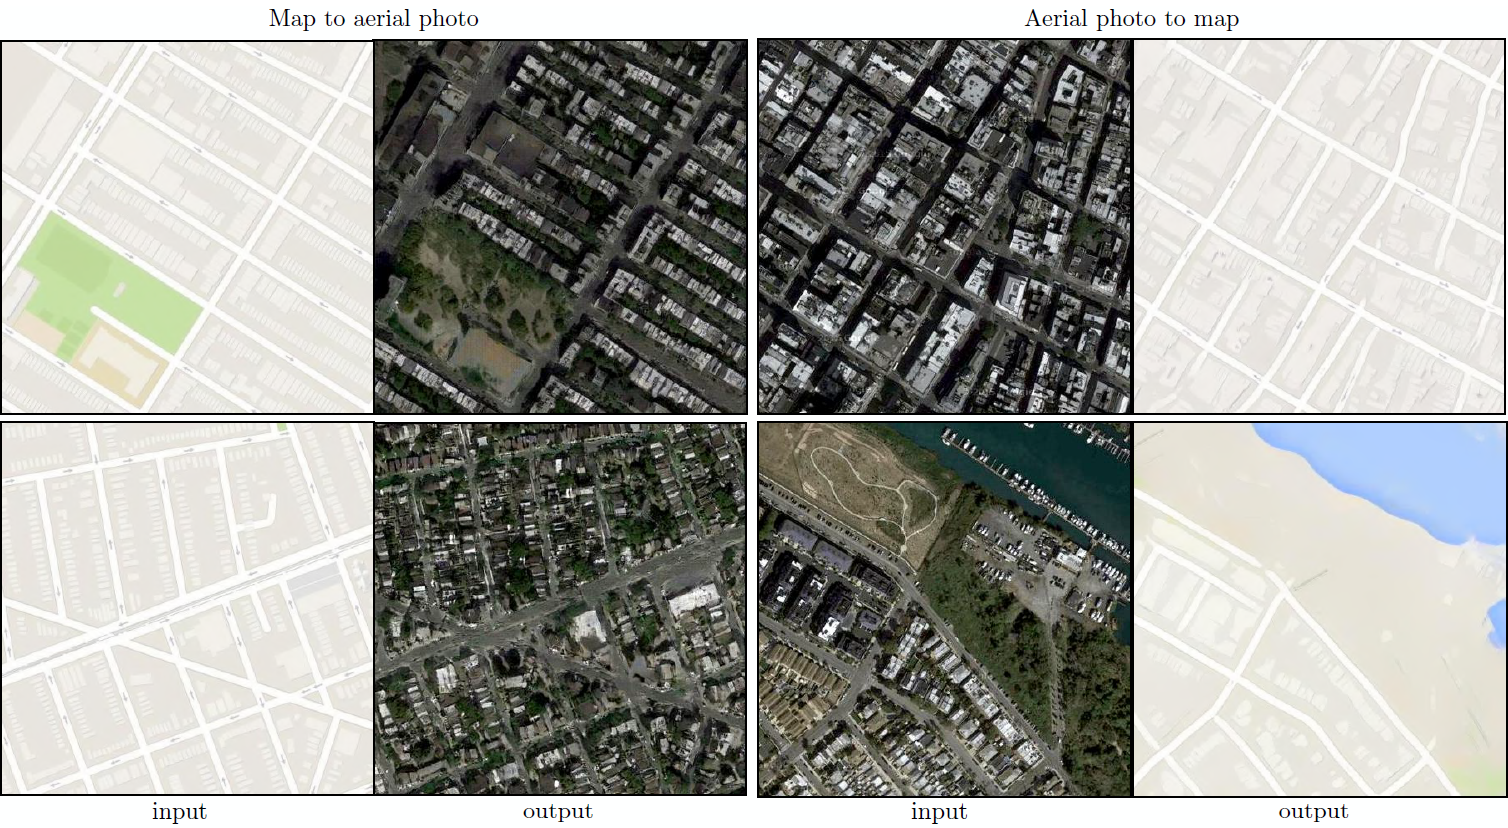 Map to aerial photo
Aerial photo to map
input
output
input
output